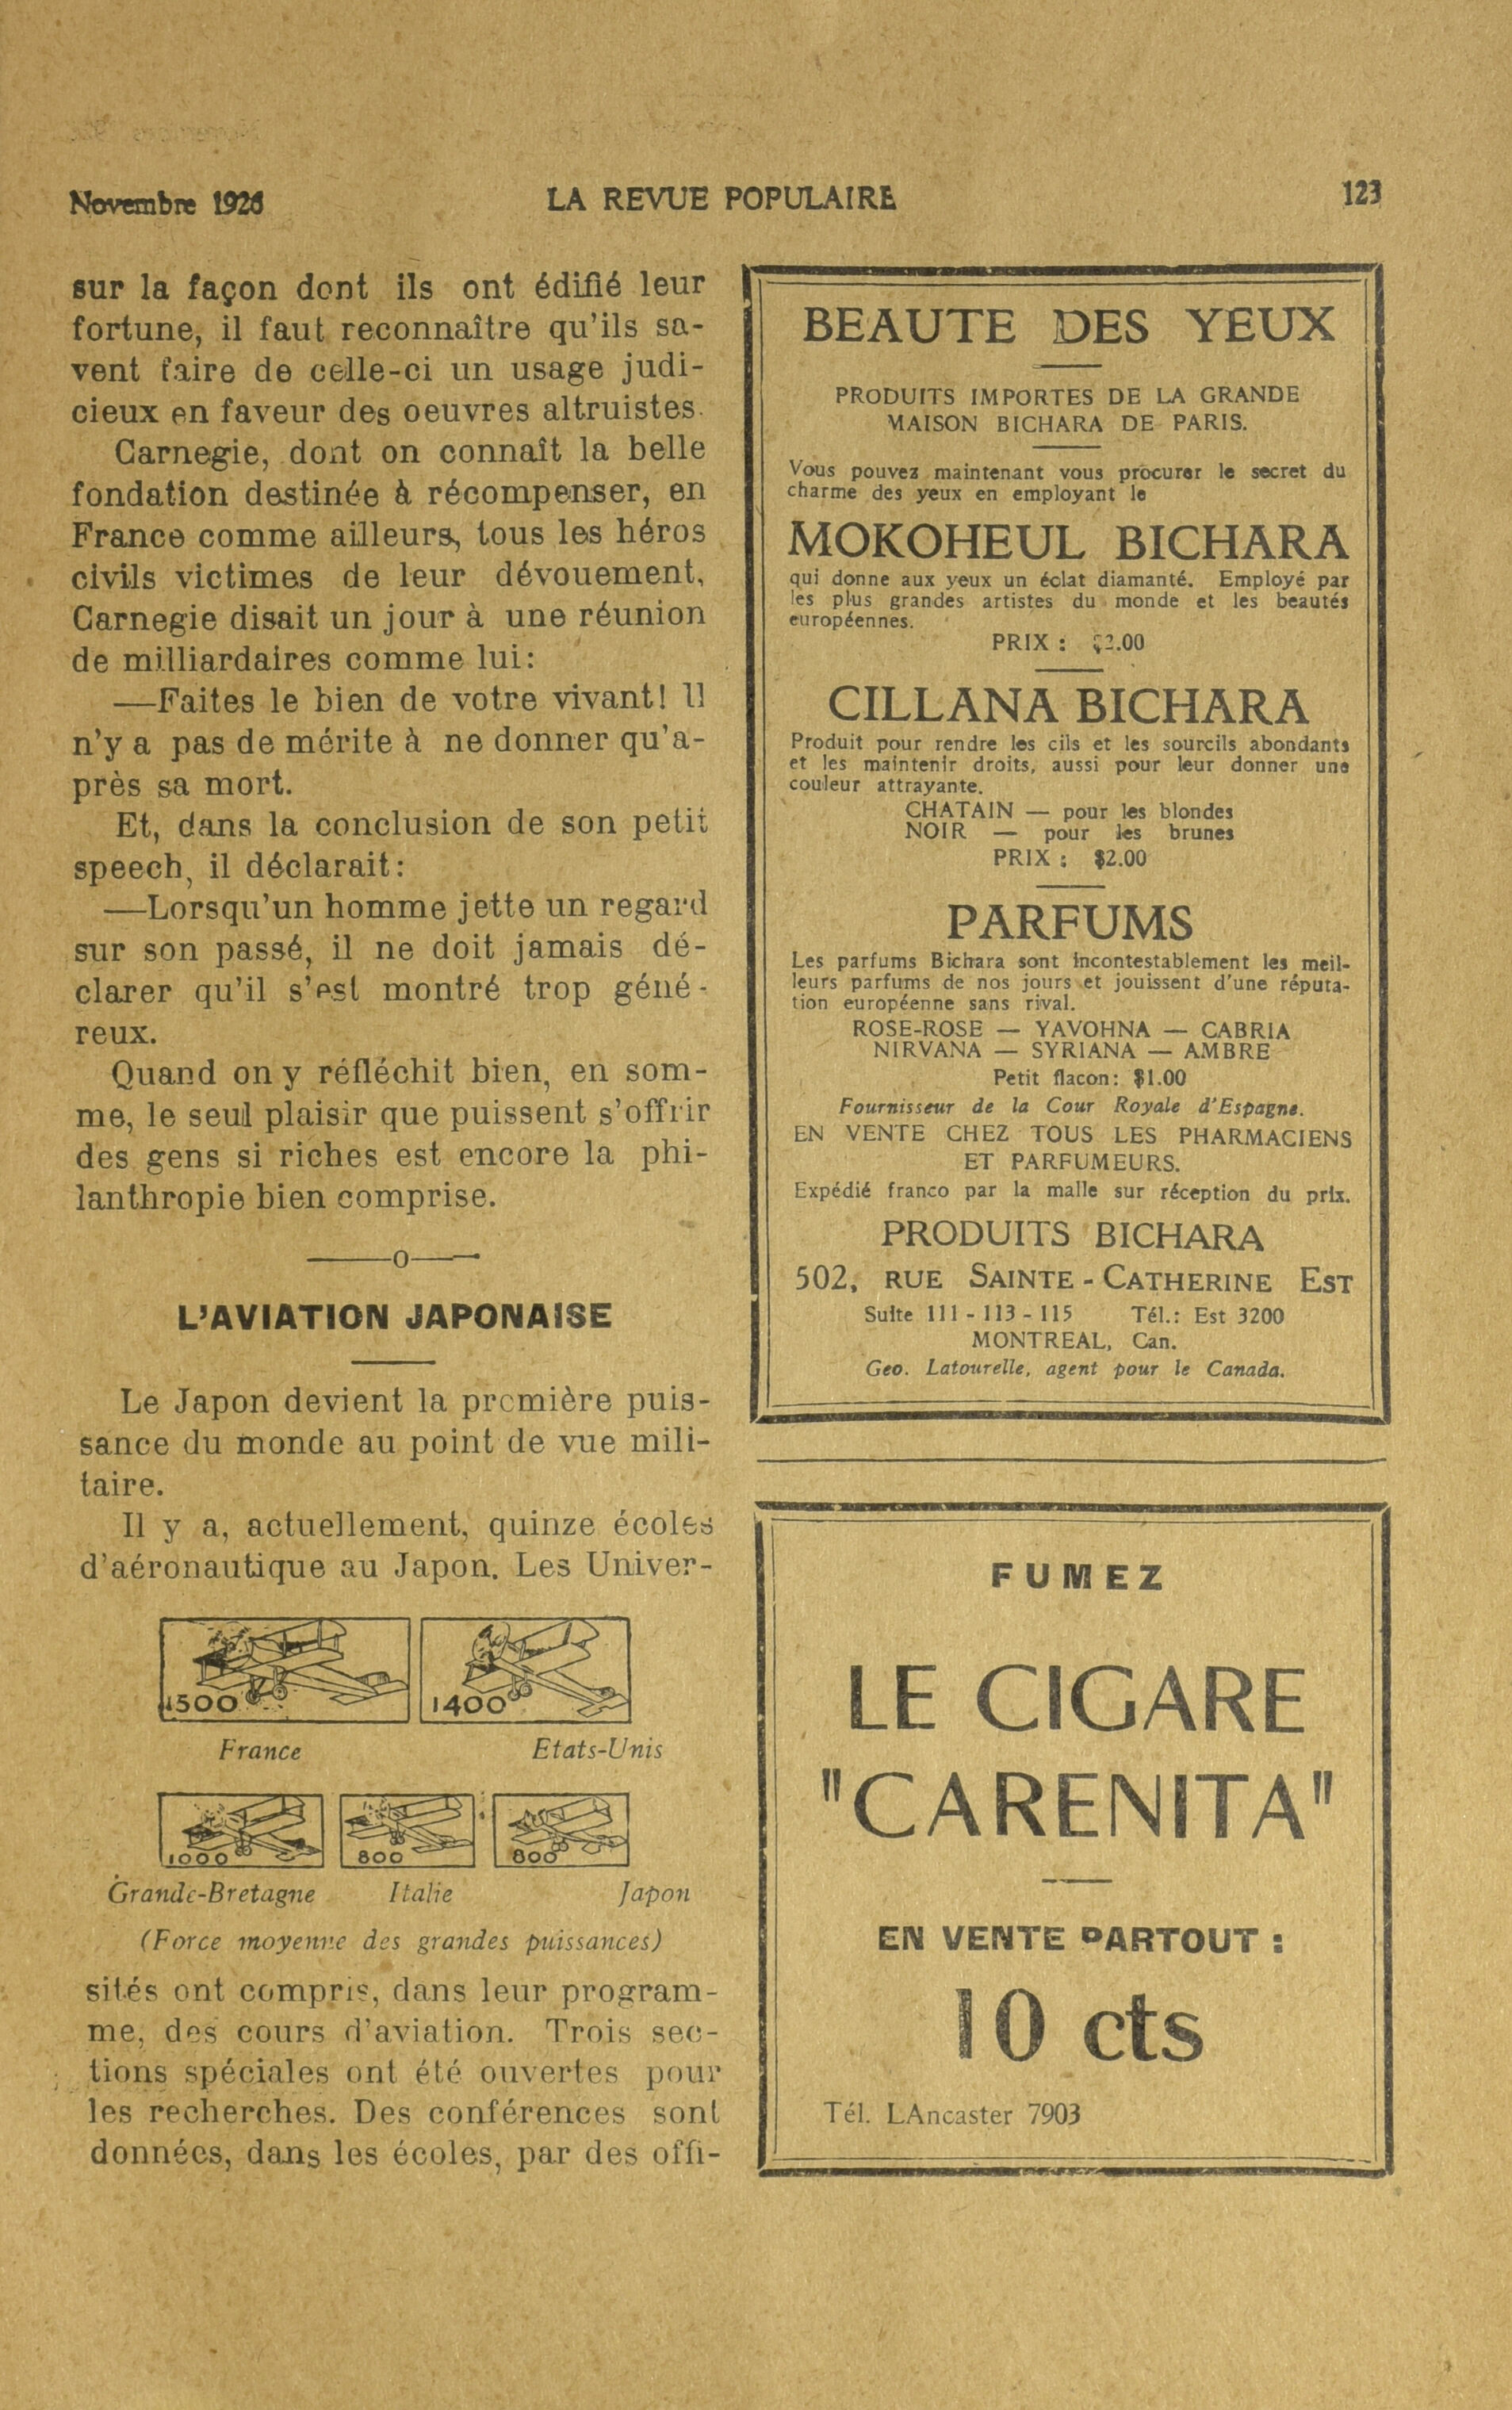 Novembre 1926
LA REVUE POPULAIRE
123
sur la façon dont ils ont édifié leur
fortune, il faut reconnaître qu'ils sa-
vent faire de celle-ci un usage judi-
cieux en faveur des oeuvres altruistes.
Carnegie, dont on connaît la belle
fondation destinée à récompenser, en
France comme ailleurs, tous les héros
civils victimes de leur dévouement,
Carnegie disait un jour à une réunion
de milliardaires comme lui:
—Faites le bien de votre vivant! Il
n'y a pas de mérite à ne donner qu'a-
près sa mort.
Et, dans la conclusion de son petit
speech, il déclarait:
—Lorsqu'un homme jette un regard
sur son passé, il ne doit jamais dé-
clarer qu'il s'est montré trop géné-
reux.
Quand on y réfléchit bien, en som-
me, le seul plaisir que puissent s'offrir
des gens si riches est encore la phi-
lanthropie bien comprise.
——o——
L'AVIATION JAPONAISE
Le Japon devient la première puis-
sance du monde au point de vue mili-
taire.
Il y a, actuellement, quinze écoles
d'aéronautique au Japon. Les Univer-
1500
1400
France
Etats-Unis
1000
800
800
Grande-Bretagne
Italie
Japon
(Force moyenne des grandes puissances)
sités ont compris, dans leur program-
me, des cours d'aviation. Trois sec-
tions spéciales ont été ouvertes pour
les recherches. Des conférences sont
données, dans les écoles, par des offi-
BEAUTE DES YEUX
PRODUITS IMPORTES DE LA GRANDE
MAISON BICHARA DE PARIS.
Vous pouvez maintenant vous procurer le secret du
charme des yeux en employant le
MOKOHEUL BICHARA
qui donne aux yeux un éclat diamanté. Employé par
les plus grandes artistes du monde et les beautés
européennes.
PRIX : $2.00
CILLANA BICHARA
Produit pour rendre les cils et les sourcils abondants
et les maintenir droits, aussi pour leur donner une
couleur attrayante.
CHATAIN — pour les blondes
NOIR — pour les brunes
PRIX : $2.00
PARFUMS
Les parfums Bichara sont incontestablement les meil-
leurs parfums de nos jours et jouissent d'une réputa-
tion européenne sans rival.
ROSE-ROSE — YAVOHNA — CABRIA
NIRVANA — SYRIANA — AMBRE
Petit flacon: $1.00
Fournisseur de la Cour Royale d'Espagne.
EN VENTE CHEZ TOUS LES PHARMACIENS
ET PARFUMEURS.
Expédié franco par la malle sur réception du prix.
PRODUITS BICHARA
502, RUE SAINTE - CATHERINE EST
Suite 111 - 113 - 115 Tél.: Est 3200
MONTREAL, Can.
Geo. Latourelle, agent pour le Canada.
FUMEZ
LE CIGARE
"CARENITA"
EN VENTE PARTOUT :
10 cts
Tél. LAncaster 7903